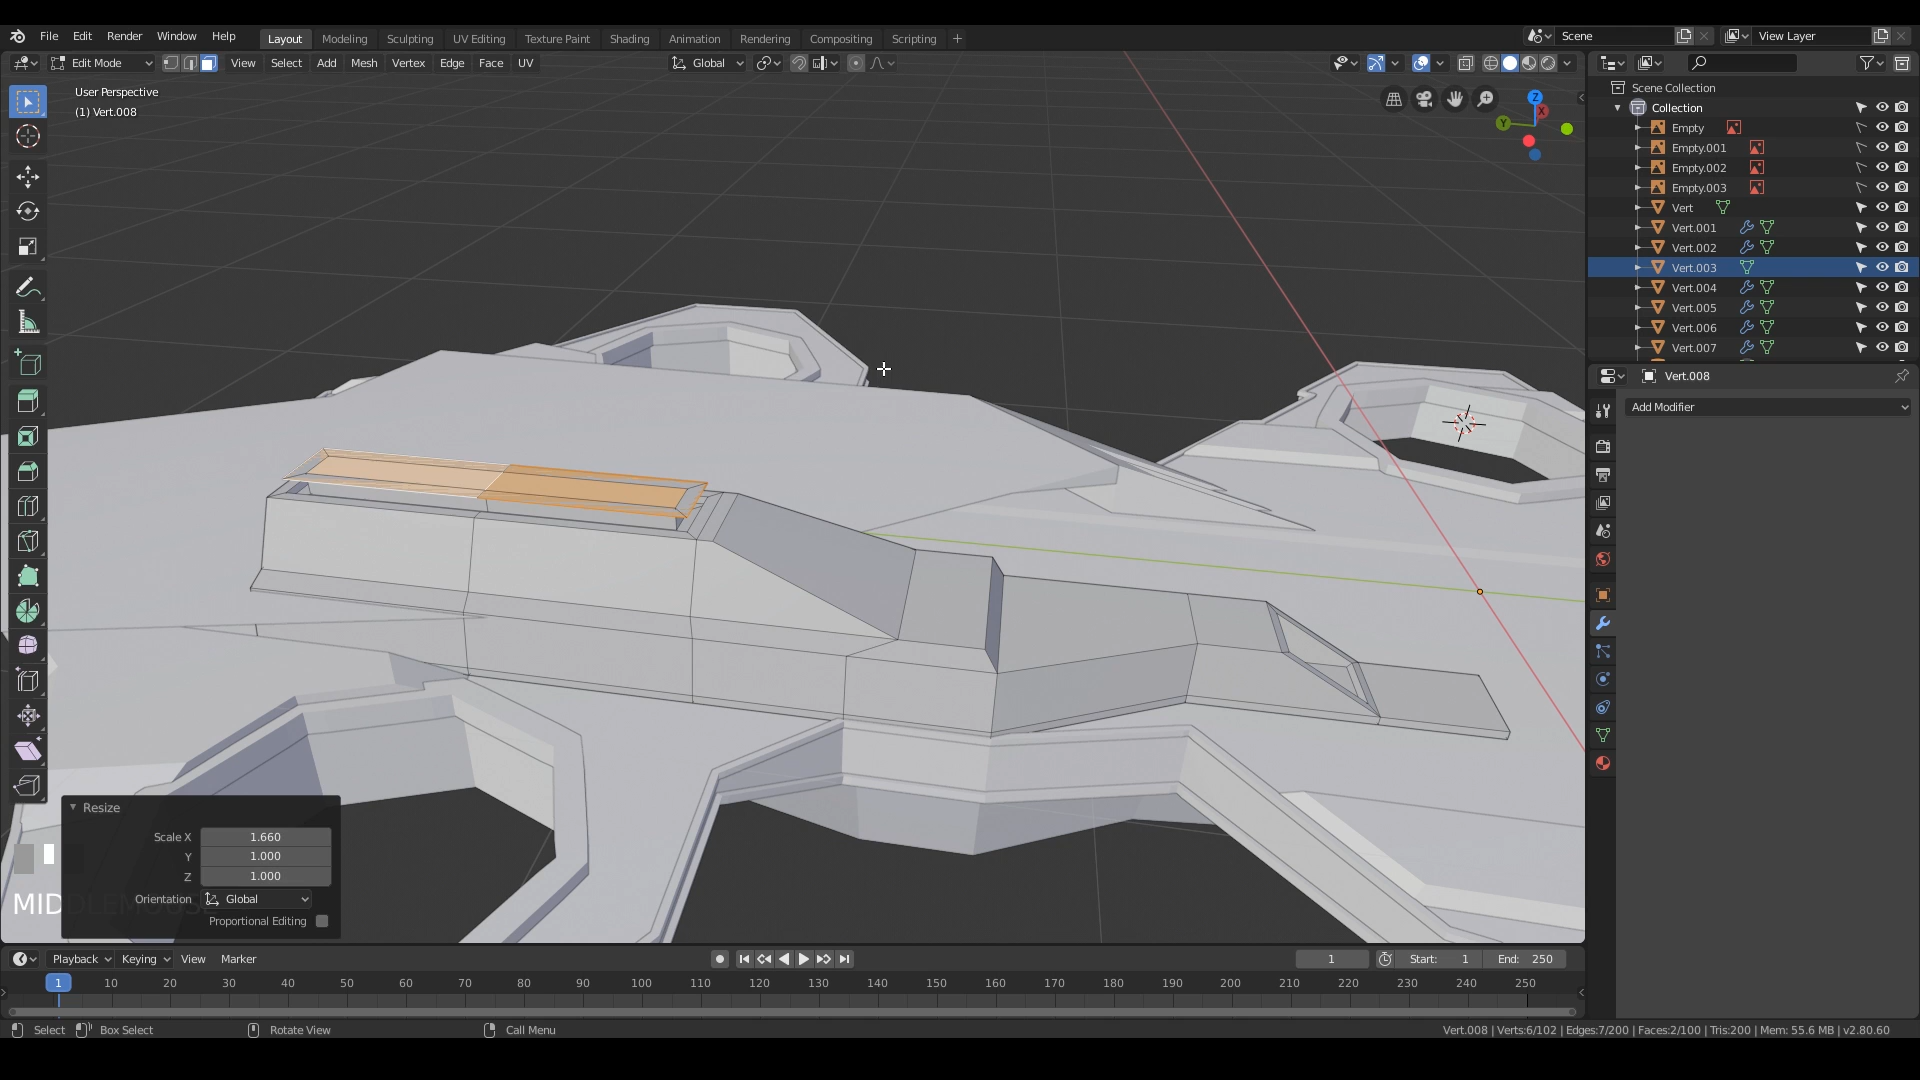 File Edit Render Window Help Layout Modeling Sculpting UV Editing Texture Paint Shading Animation Rendering Compositing Scripting + Scene View Layer
Edit Mode View Select Add Mesh Vertex Edge Face UV Global
User Perspective
(1) Vert.008
Z
X
Y
Scene Collection
Collection
Empty
Empty.001
Empty.002
Empty.003
Vert
Vert.001
Vert.002
Vert.003
Vert.004
Vert.005
Vert.006
Vert.007
Vert.008
Add Modifier
Resize
Scale X 1.660
Y 1.000
Z 1.000
Orientation Global
Proportional Editing
MIDDLEMOUSE
Playback Keying View Marker 1 Start: 1 End: 250
1 10 20 30 40 50 60 70 80 90 100 110 120 130 140 150 160 170 180 190 200 210 220 230 240 250
Select Box Select Rotate View Call Menu Vert.008 | Verts:6/102 | Edges:7/200 | Faces:2/100 | Tris:200 | Mem: 55.6 MB | v2.80.60